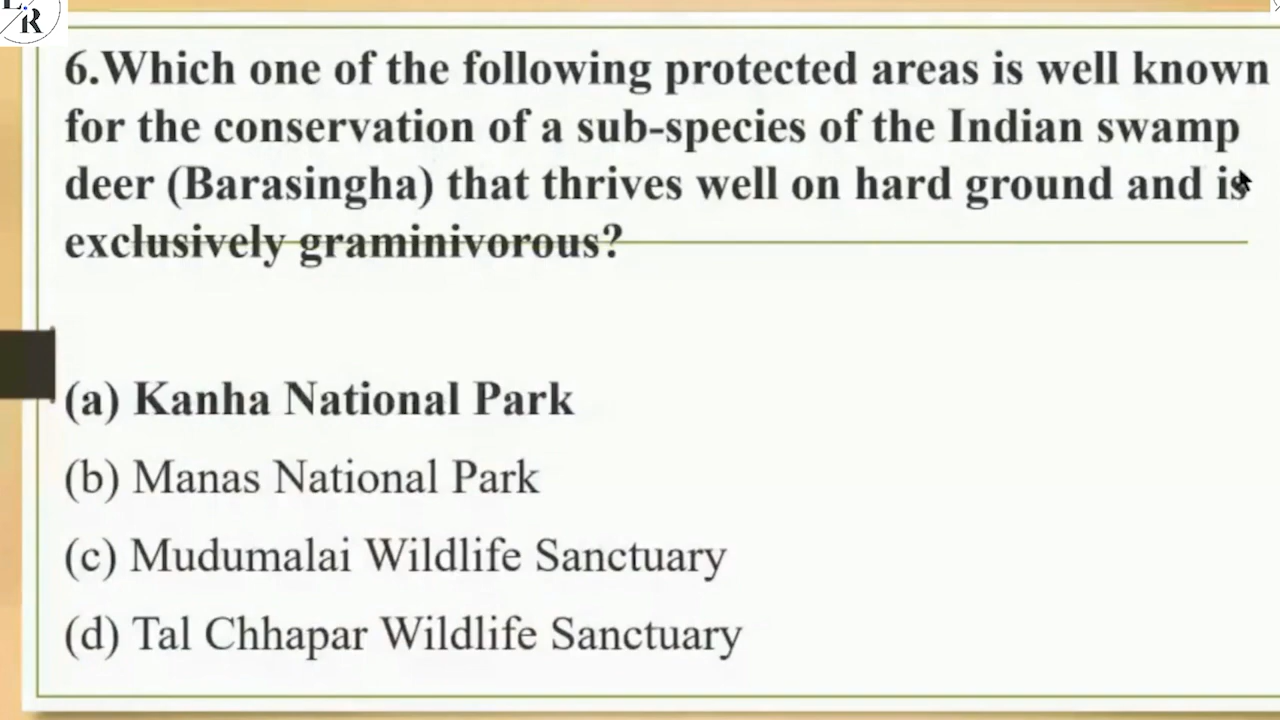 L
R
6.Which one of the following protected areas is well known
for the conservation of a sub-species of the Indian swamp
deer (Barasingha) that thrives well on hard ground and is
exclusively graminivorous?
(a) Kanha National Park
(b) Manas National Park
(c) Mudumalai Wildlife Sanctuary
(d) Tal Chhapar Wildlife Sanctuary